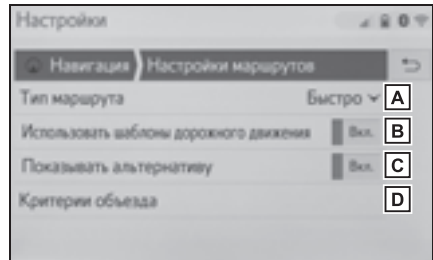 Настройки
Навигация Настройки маршрутов
Тип маршрута Быстро A
Использовать шаблоны дорожного движения Вкл. B
Показывать альтернативу Вкл. C
Критерии объезда D